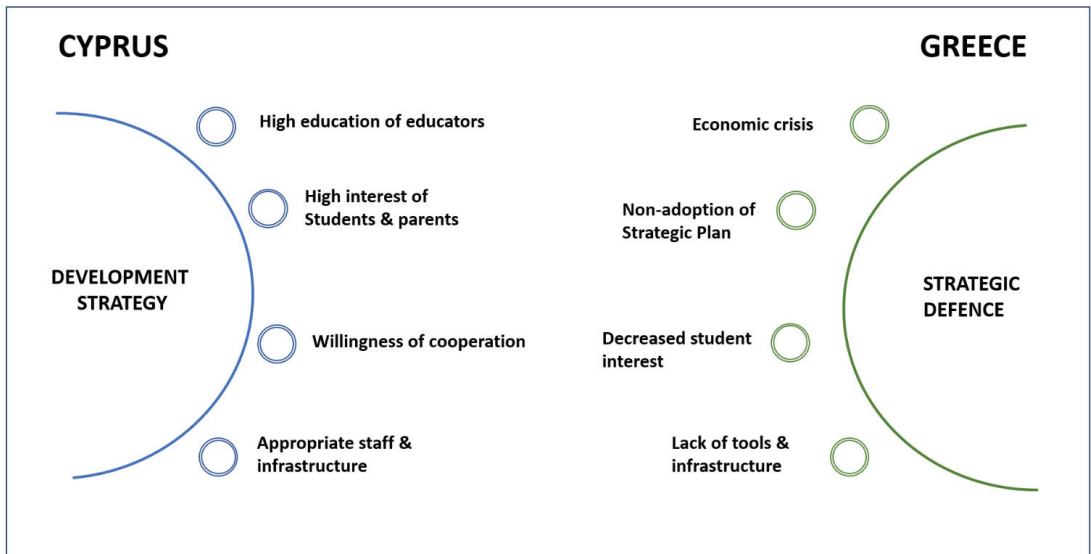 CYPRUS
High education of educators
High interest of
Students & parents
DEVELOPMENT
STRATEGY
Willingness of cooperation
Appropriate staff &
infrastructure
GREECE
Economic crisis
Non-adoption of
Strategic Plan
STRATEGIC
DEFENCE
Decreased student
interest
Lack of tools &
infrastructure